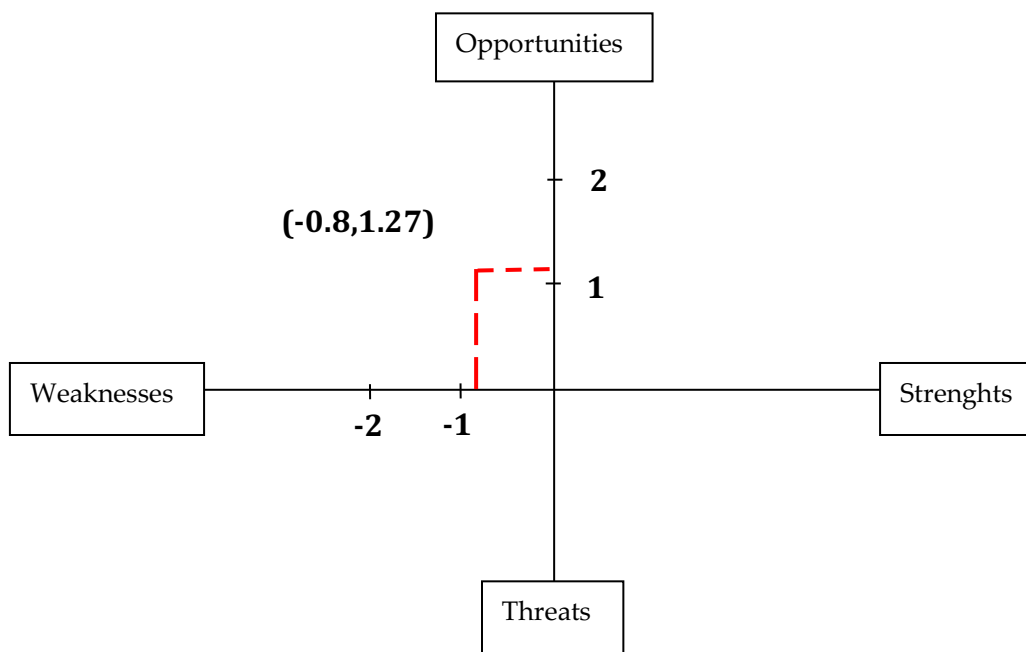 Opportunities
2
(-0.8,1.27)
1
Weaknesses
Strenghts
-2
-1
Threats